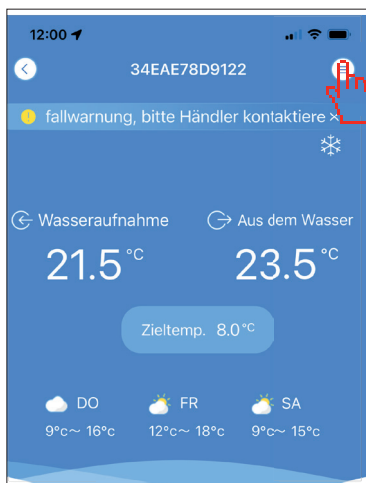 12:00
34EAE78D9122
fallwarnung, bitte Händler kontaktiere
Wasseraufnahme
Aus dem Wasser
21.5 °C
23.5 °C
Zieltemp. 8.0 °C
DO
FR
SA
9°c~ 16°c
12°c~ 18°c
9°c~ 15°c